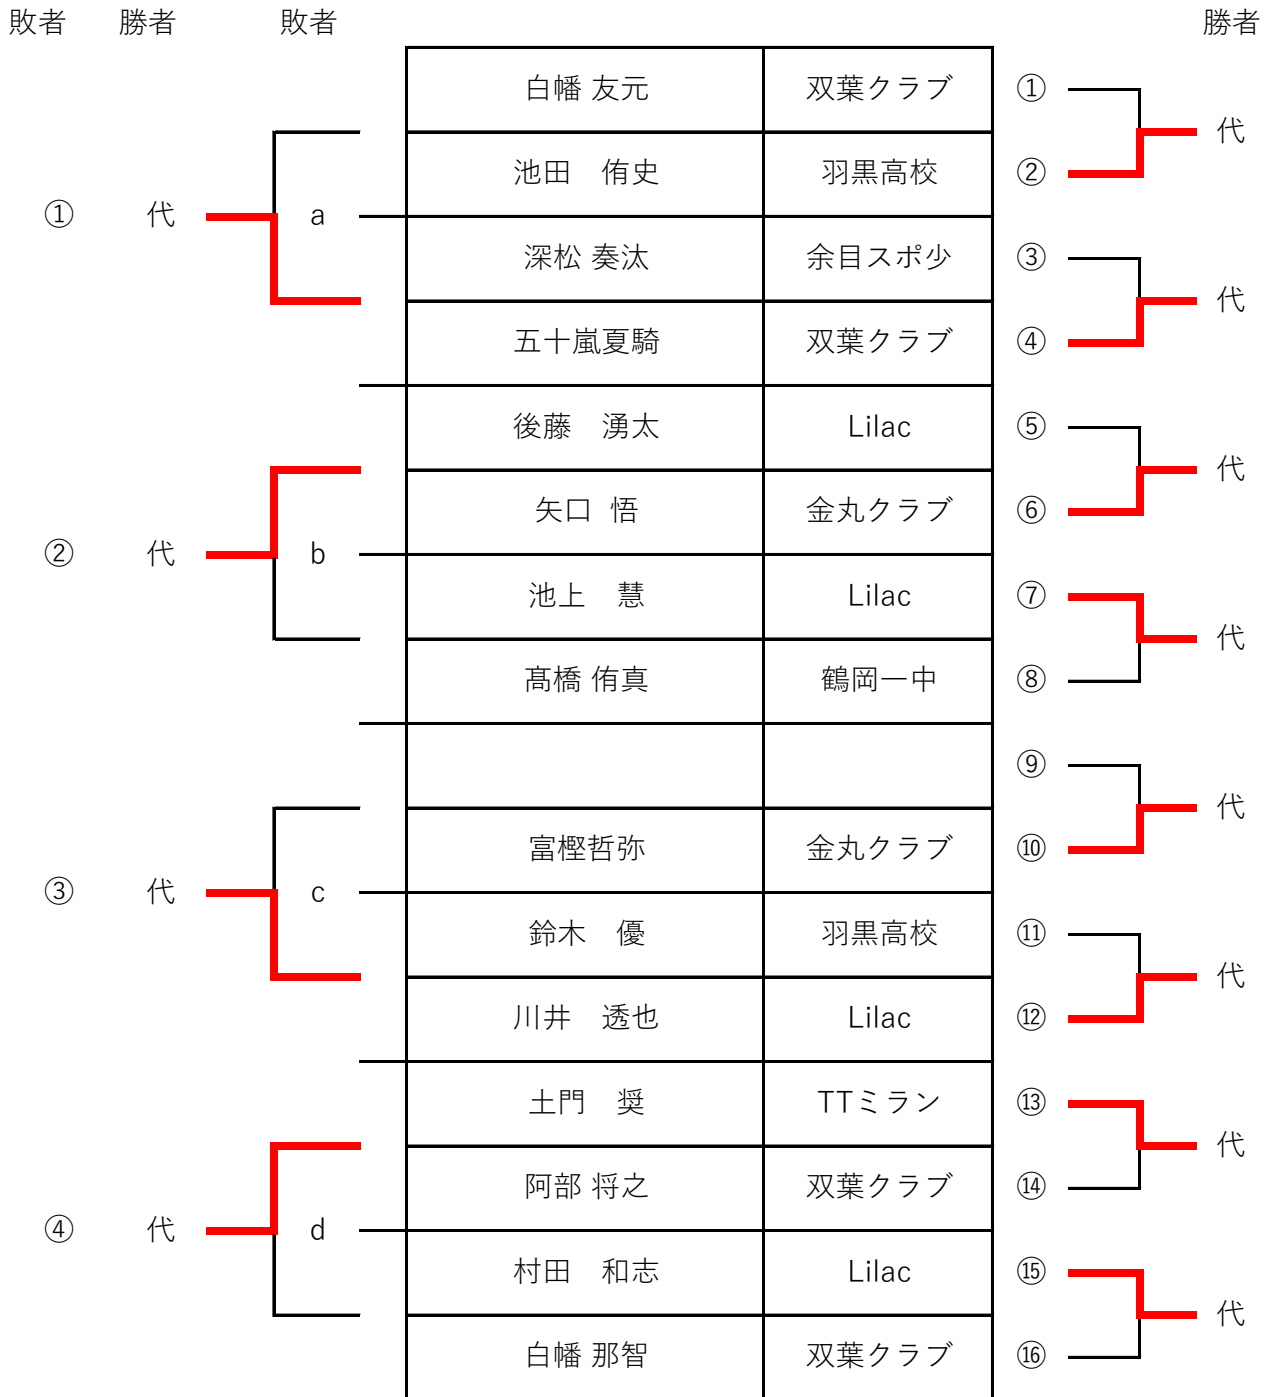 敗者 勝者 敗者 勝者
白幡 友元 双葉クラブ ①
代
池田　侑史 羽黒高校 ②
① 代 a
深松 奏汰 余目スポ少 ③
代
五十嵐夏騎 双葉クラブ ④
後藤　湧太 Lilac ⑤
代
矢口 悟 金丸クラブ ⑥
② 代 b
池上　慧 Lilac ⑦
代
髙橋 侑真 鶴岡一中 ⑧
⑨
代
富樫哲弥 金丸クラブ ⑩
③ 代 c
鈴木　優 羽黒高校 ⑪
代
川井　透也 Lilac ⑫
土門　奨 TTミラン ⑬
代
阿部 将之 双葉クラブ ⑭
④ 代 d
村田　和志 Lilac ⑮
代
白幡 那智 双葉クラブ ⑯